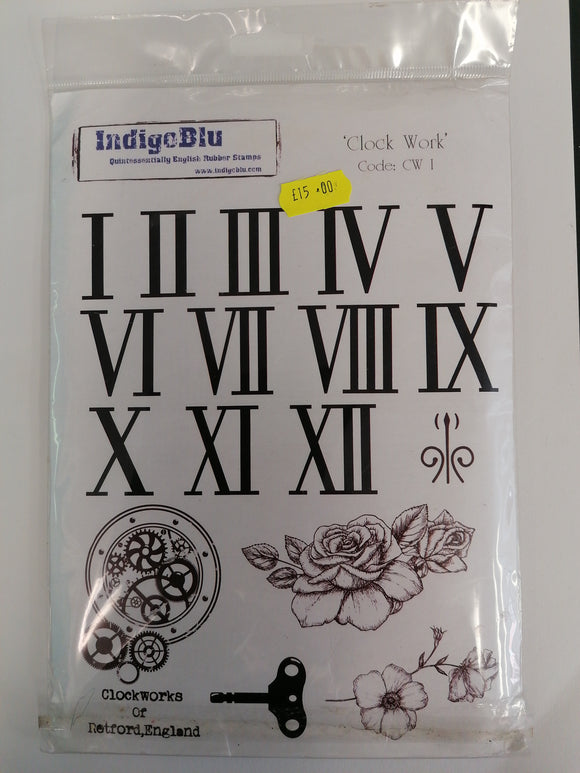 IndigoBlu
Quintessentially English Rubber Stamps
www.indigoblu.com
'Clock Work'
Code: CW 1
£15.00
I II III IV V
VI VII VIII IX
X XI XII
Clockworks
Of
Retford,England